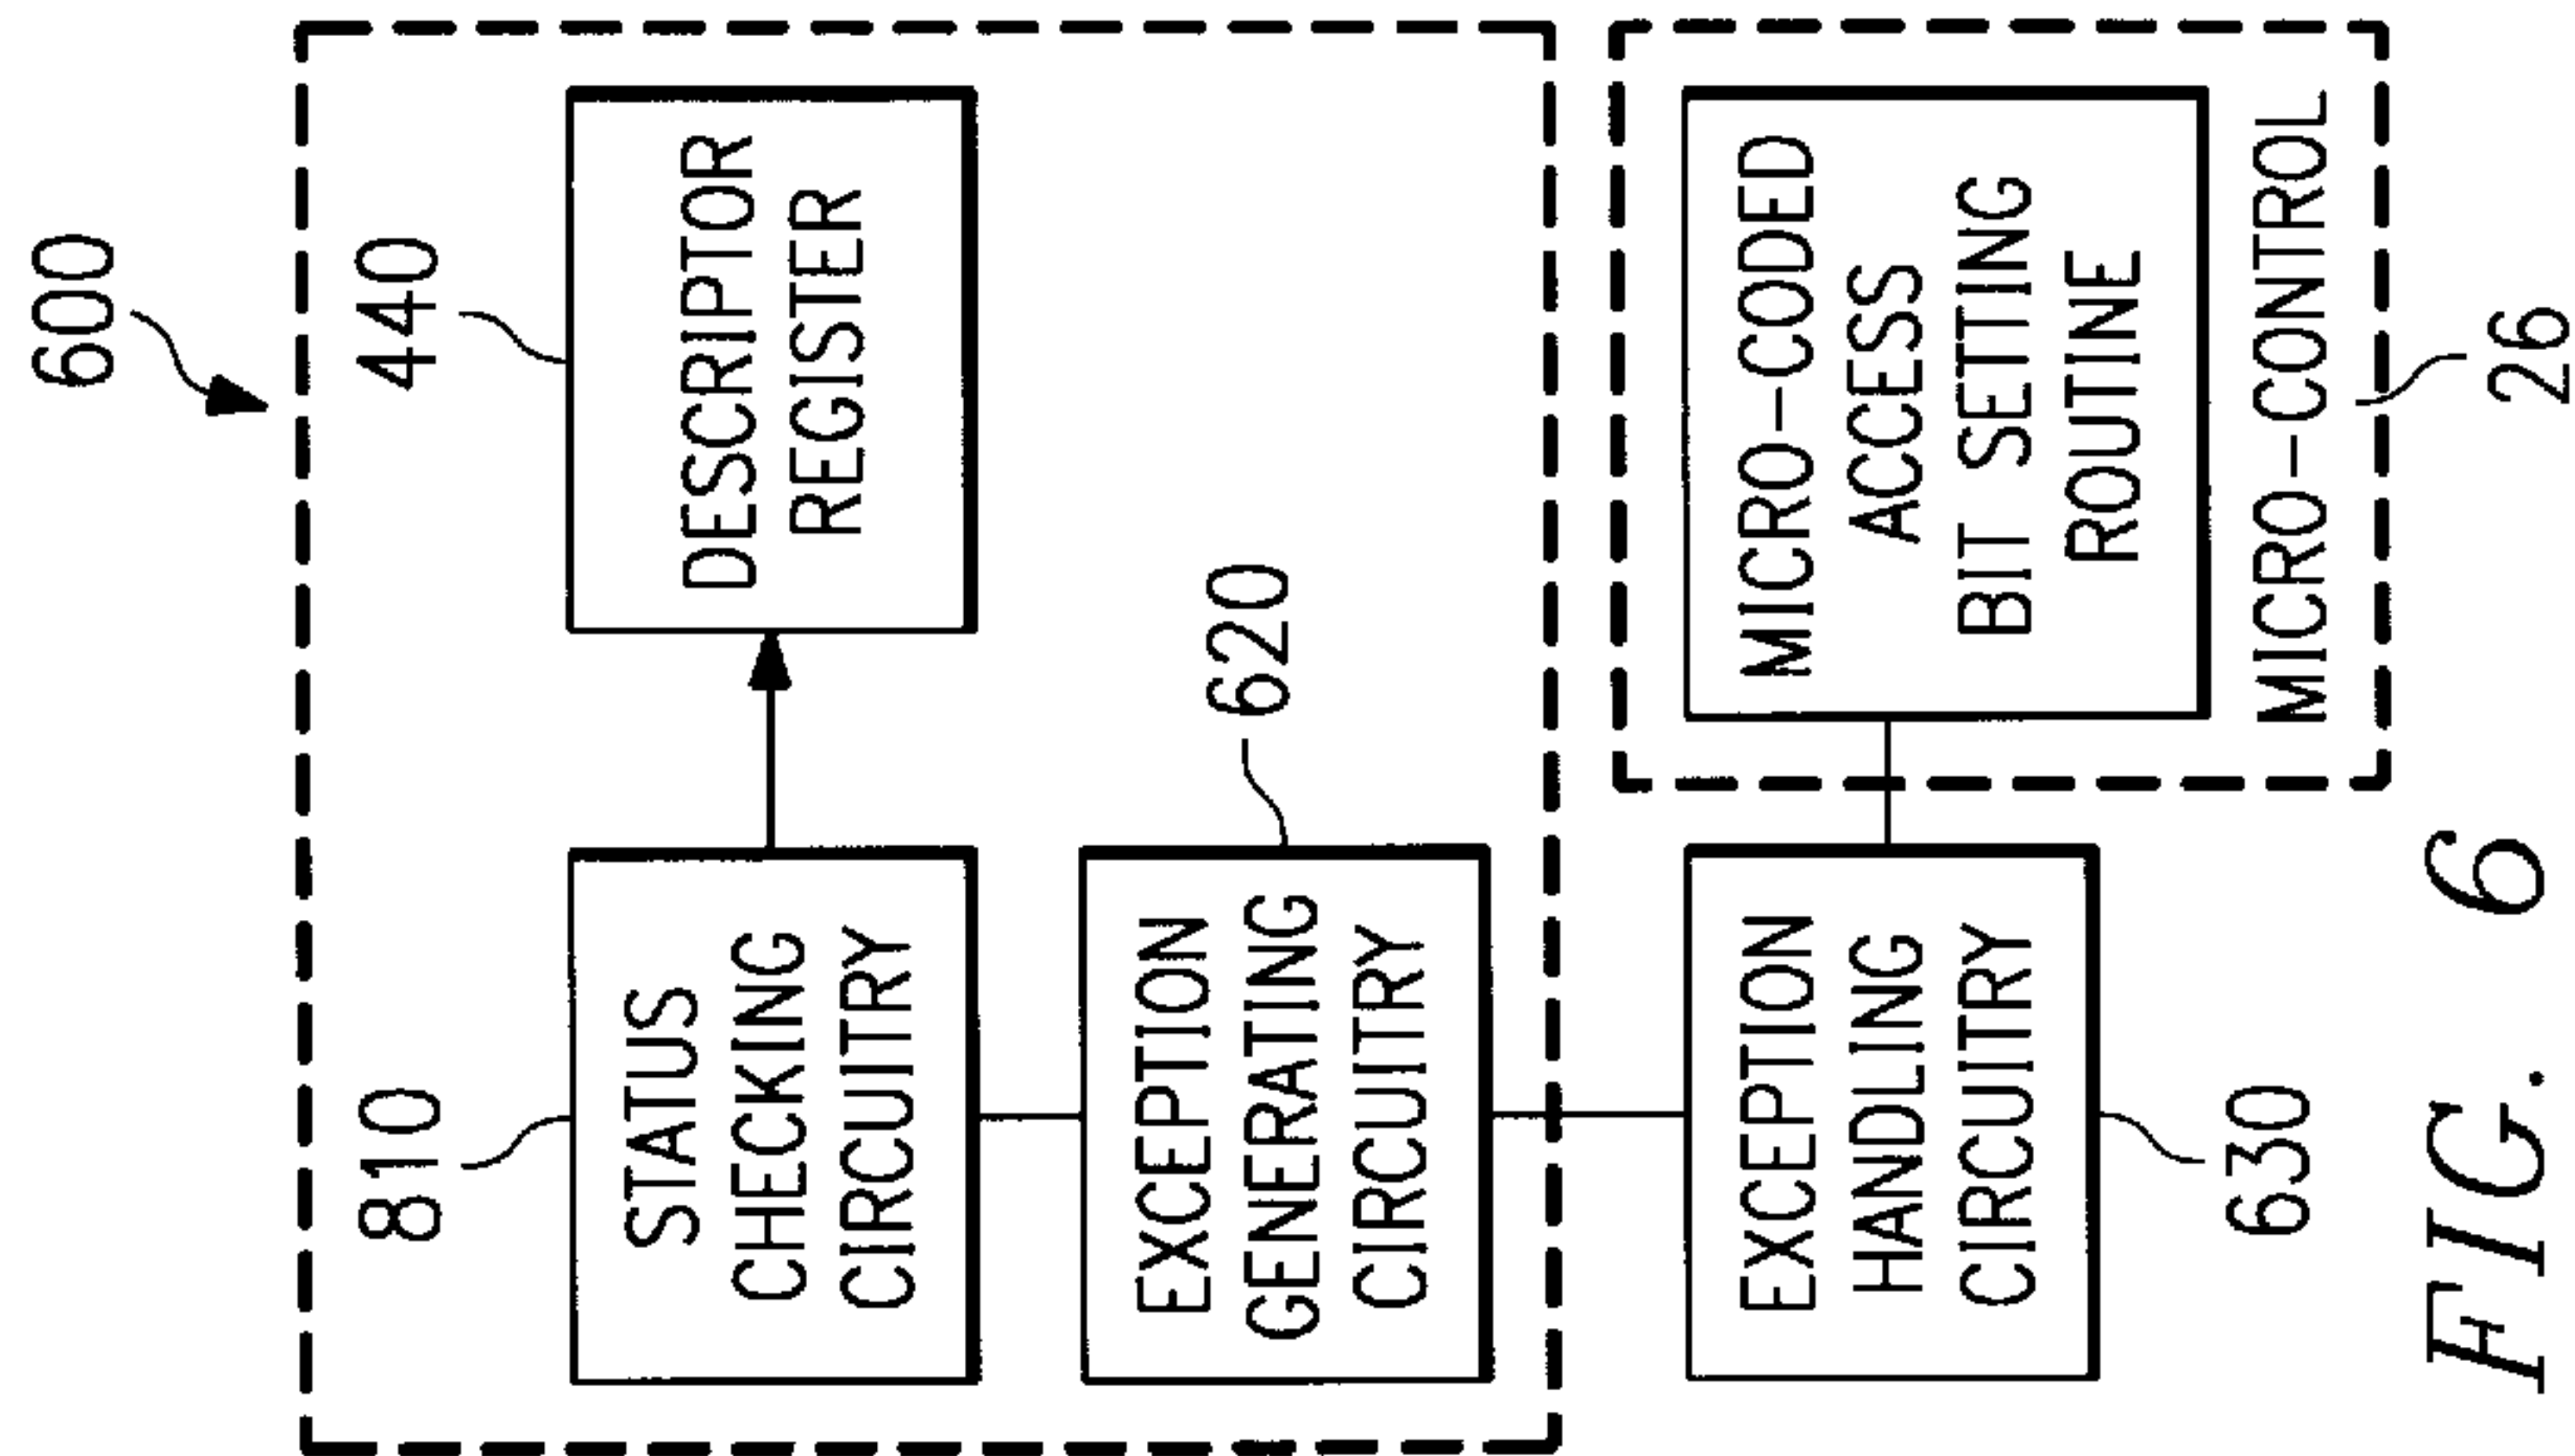 600
810
440
STATUS
CHECKING
CIRCUITRY
DESCRIPTOR
REGISTER
620
EXCEPTION
GENERATING
CIRCUITRY
EXCEPTION
HANDLING
CIRCUITRY
MICRO-CODED
ACCESS
BIT SETTING
ROUTINE
MICRO-CONTROL
630
26
FIG. 6